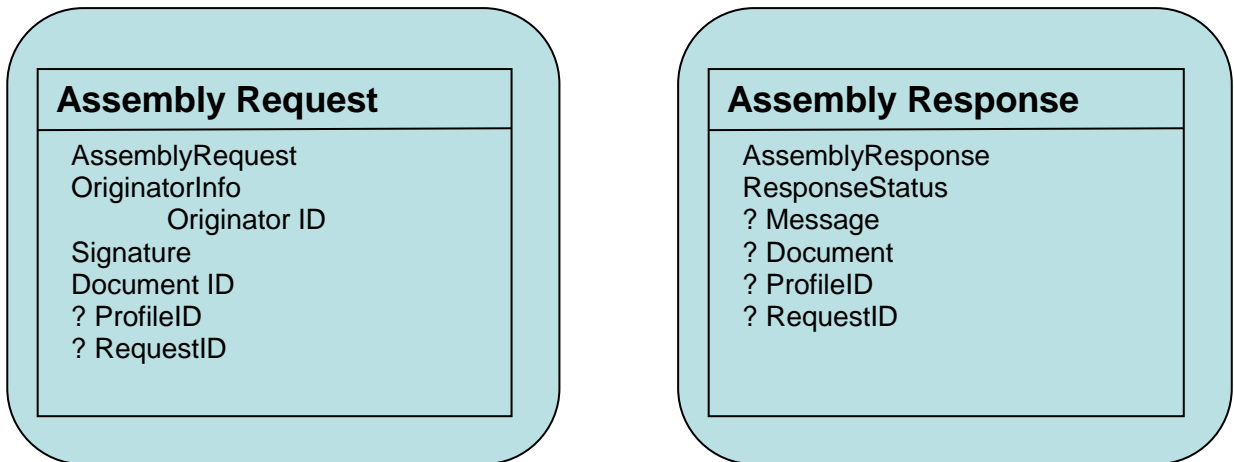 Assembly Request
AssemblyRequest
OriginatorInfo
Originator ID
Signature
Document ID
? ProfileID
? RequestID
Assembly Response
AssemblyResponse
ResponseStatus
? Message
? Document
? ProfileID
? RequestID